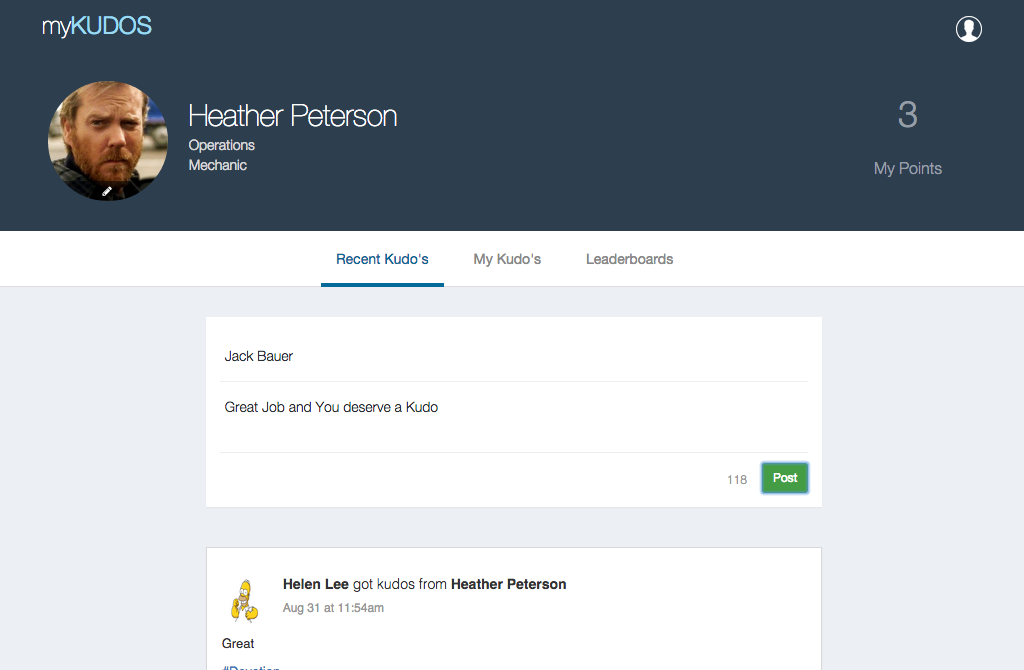 myKUDOS
Heather Peterson
Operations
Mechanic
3
My Points
Recent Kudo's
My Kudo's
Leaderboards
Jack Bauer
Great Job and You deserve a Kudo
118
Post
Helen Lee got kudos from Heather Peterson
Aug 31 at 11:54am
Great
#Devotion